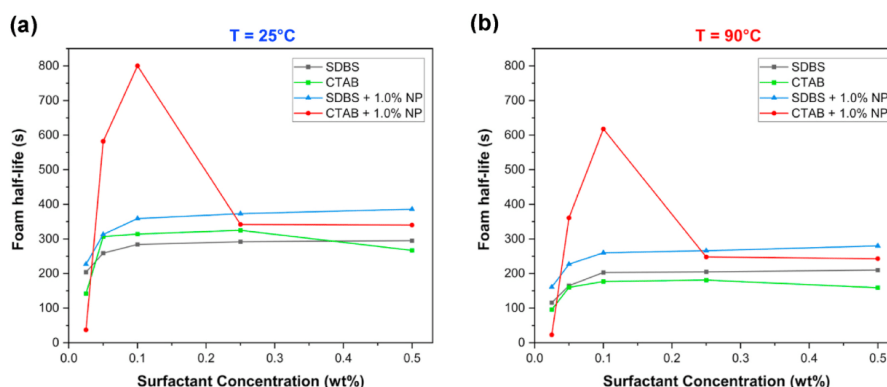 (a)
T = 25°C
SDBS
CTAB
SDBS + 1.0% NP
CTAB + 1.0% NP
Foam half-life (s)
800
700
600
500
400
300
200
100
0
0.0 0.1 0.2 0.3 0.4 0.5
Surfactant Concentration (wt%)
(b)
T = 90°C
SDBS
CTAB
SDBS + 1.0% NP
CTAB + 1.0% NP
Foam half-life (s)
800
700
600
500
400
300
200
100
0
0.0 0.1 0.2 0.3 0.4 0.5
Surfactant Concentration (wt%)